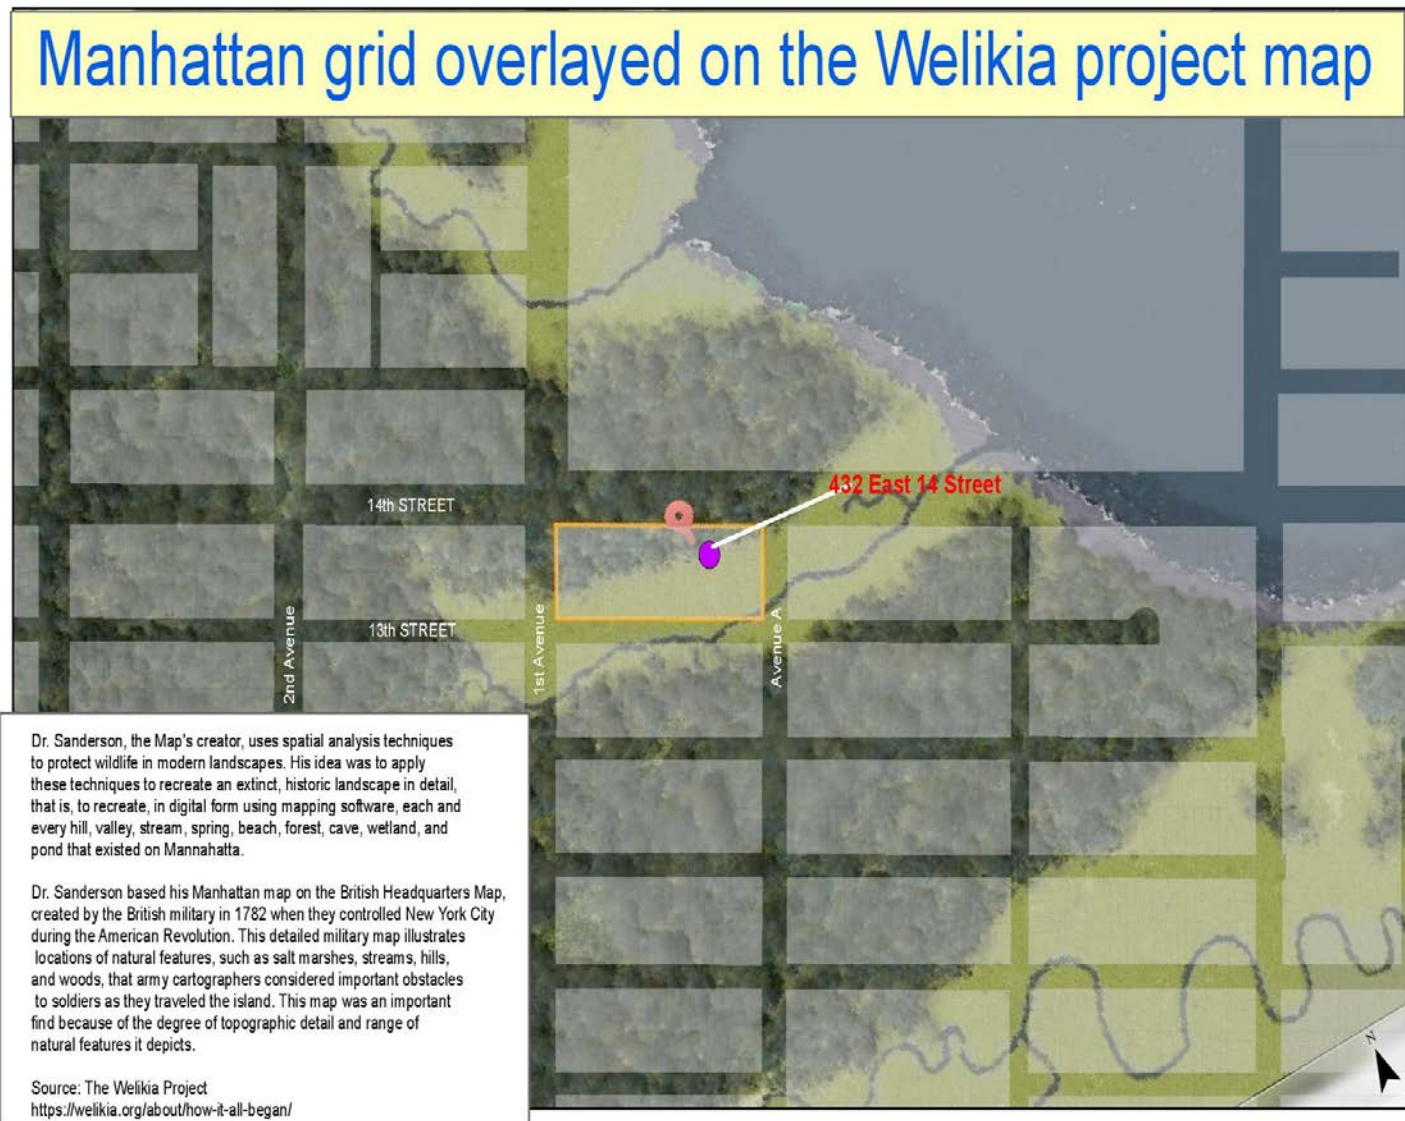 Manhattan grid overlayed on the Welikia project map
432 East 14 Street
14th STREET
13th STREET
2nd Avenue
1st Avenue
Avenue A
Dr. Sanderson, the Map's creator, uses spatial analysis techniques
to protect wildlife in modern landscapes. His idea was to apply
these techniques to recreate an extinct, historic landscape in detail,
that is, to recreate, in digital form using mapping software, each and
every hill, valley, stream, spring, beach, forest, cave, wetland, and
pond that existed on Mannahatta.
Dr. Sanderson based his Manhattan map on the British Headquarters Map,
created by the British military in 1782 when they controlled New York City
during the American Revolution. This detailed military map illustrates
locations of natural features, such as salt marshes, streams, hills,
and woods, that army cartographers considered important obstacles
to soldiers as they traveled the island. This map was an important
find because of the degree of topographic detail and range of
natural features it depicts.
Source: The Welikia Project
https://welikia.org/about/how-it-all-began/
N